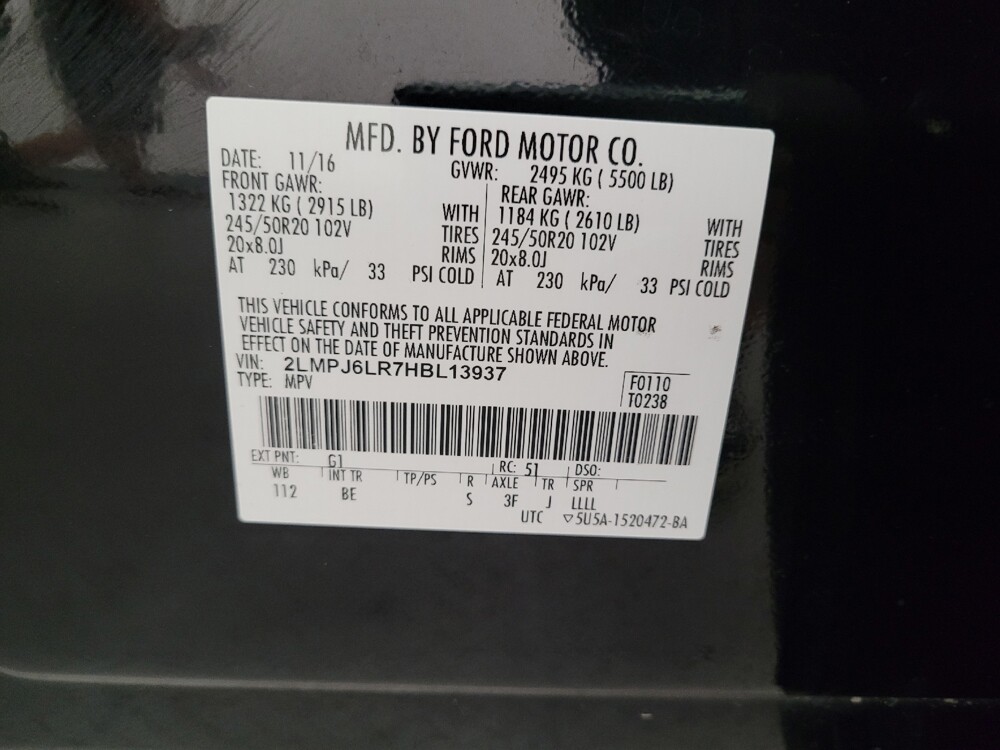 MFD. BY FORD MOTOR CO.
DATE: 11/16 GVWR: 2495 KG ( 5500 LB)
FRONT GAWR: REAR GAWR:
1322 KG ( 2915 LB) WITH 1184 KG ( 2610 LB) WITH
245/50R20 102V TIRES 245/50R20 102V TIRES
20x8.0J RIMS 20x8.0J RIMS
AT 230 kPa/ 33 PSI COLD AT 230 kPa/ 33 PSI COLD
THIS VEHICLE CONFORMS TO ALL APPLICABLE FEDERAL MOTOR
VEHICLE SAFETY AND THEFT PREVENTION STANDARDS IN
EFFECT ON THE DATE OF MANUFACTURE SHOWN ABOVE.
VIN: 2LMPJ6LR7HBL13937
TYPE: MPV F0110
T0238
EXT PNT: G1 RC: 51 DSO:
WB INT TR TP/PS R AXLE TR SPR
112 BE S 3F J LLLL
UTC ▽5U5A-1520472-BA